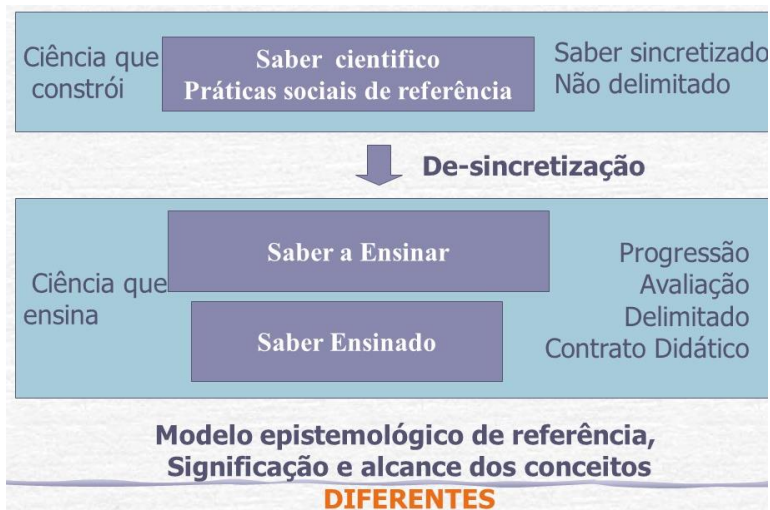 Ciência que
constrói
Saber cientifico
Práticas sociais de referência
Saber sincretizado
Não delimitado
De-sincretização
Ciência que
ensina
Saber a Ensinar
Saber Ensinado
Progressão
Avaliação
Delimitado
Contrato Didático
Modelo epistemológico de referência,
Significação e alcance dos conceitos
DIFERENTES